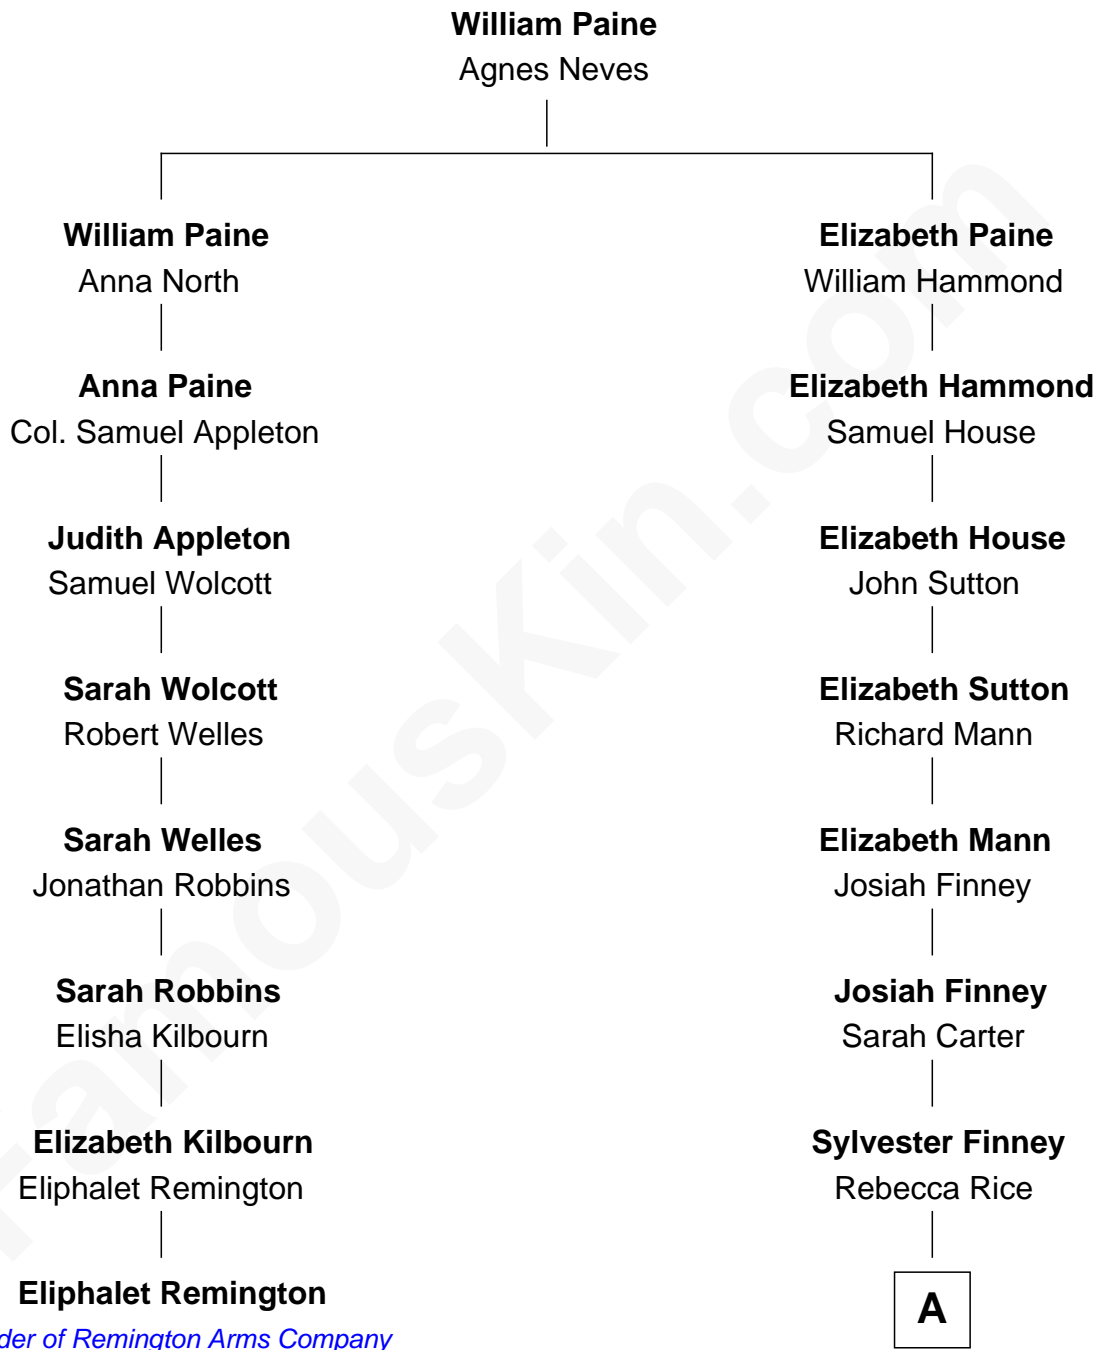 William Paine
Agnes Neves
William Paine
Anna North
Elizabeth Paine
William Hammond
Anna Paine
Col. Samuel Appleton
Elizabeth Hammond
Samuel House
Judith Appleton
Samuel Wolcott
Elizabeth House
John Sutton
Sarah Wolcott
Robert Welles
Elizabeth Sutton
Richard Mann
Sarah Welles
Jonathan Robbins
Elizabeth Mann
Josiah Finney
Sarah Robbins
Elisha Kilbourn
Josiah Finney
Sarah Carter
Elizabeth Kilbourn
Eliphalet Remington
Sylvester Finney
Rebecca Rice
Eliphalet Remington
of Remington Arms Company
A
FamousKin.com